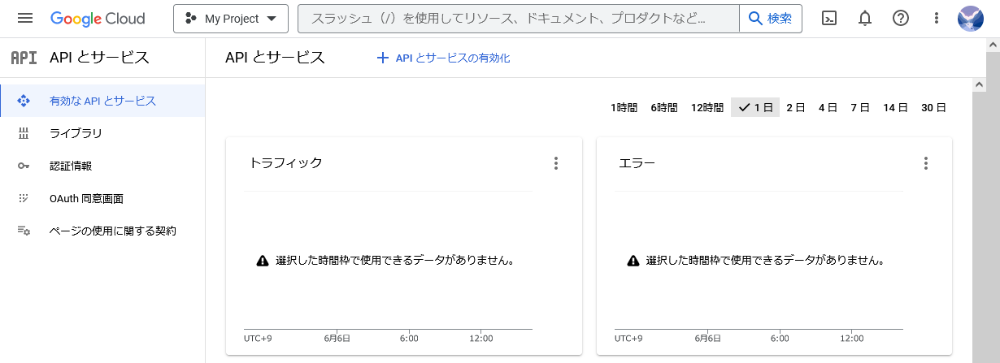 Google Cloud My Project スラッシュ（/）を使用してリソース、ドキュメント、プロダクトなど... 検索
API API とサービス
API とサービス + API とサービスの有効化
有効な API とサービス
ライブラリ
認証情報
OAuth 同意画面
ページの使用に関する契約
1時間 6時間 12時間 1 日 2 日 4 日 7 日 14 日 30 日
トラフィック
選択した時間枠で使用できるデータがありません。
UTC+9 6月6日 6:00 12:00
エラー
選択した時間枠で使用できるデータがありません。
UTC+9 6月6日 6:00 12:00